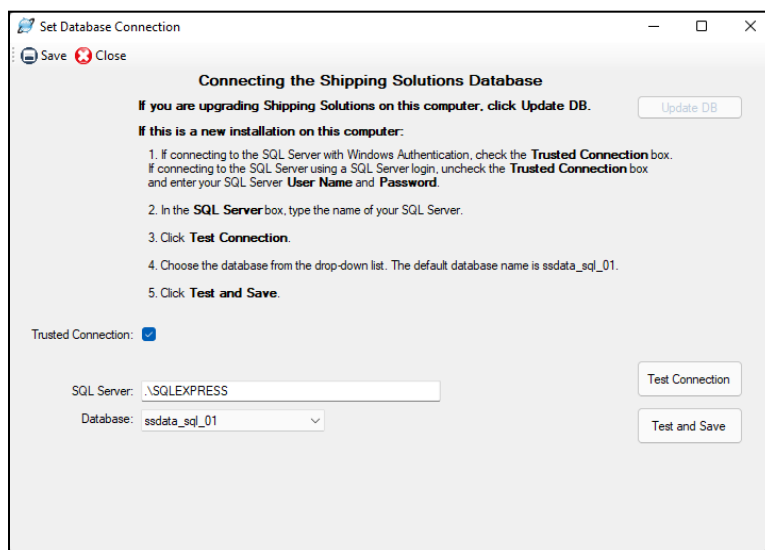 Set Database Connection
Save Close
Connecting the Shipping Solutions Database
If you are upgrading Shipping Solutions on this computer, click Update DB.
Update DB
If this is a new installation on this computer:
1. If connecting to the SQL Server with Windows Authentication, check the Trusted Connection box.
If connecting to the SQL Server using a SQL Server login, uncheck the Trusted Connection box
and enter your SQL Server User Name and Password.
2. In the SQL Server box, type the name of your SQL Server.
3. Click Test Connection.
4. Choose the database from the drop-down list. The default database name is ssdata_sql_01.
5. Click Test and Save.
Trusted Connection:
SQL Server: .\SQLEXPRESS
Test Connection
Database: ssdata_sql_01
Test and Save